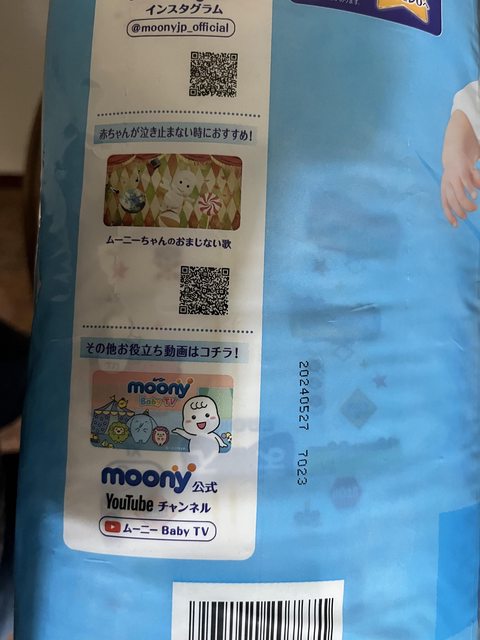 インスタグラム
@moonyjp_official
赤ちゃんが泣き止まない時におすすめ!
ムーニーちゃんのおまじない歌
その他お役立ち動画はコチラ!
moony
Baby TV
moony 公式
YouTube チャンネル
ムーニー Baby TV
20240527 7023